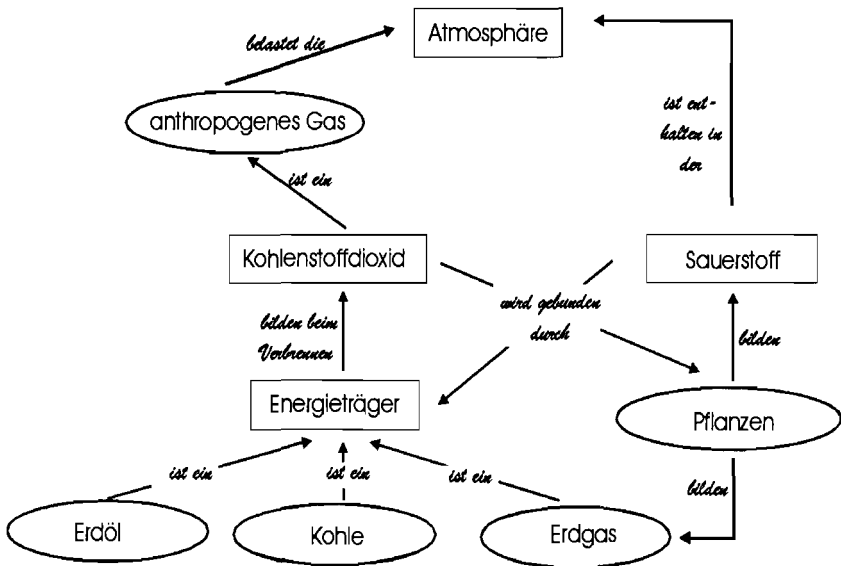 Atmosphäre
belastet die
anthropogenes Gas
ist ent-
halten in
der
ist ein
Kohlenstoffdioxid
Sauerstoff
wird gebunden
durch
bilden beim
Verbrennen
bilden
Energieträger
Pflanzen
ist ein
ist ein
ist ein
bilden
Erdöl
Kohle
Erdgas